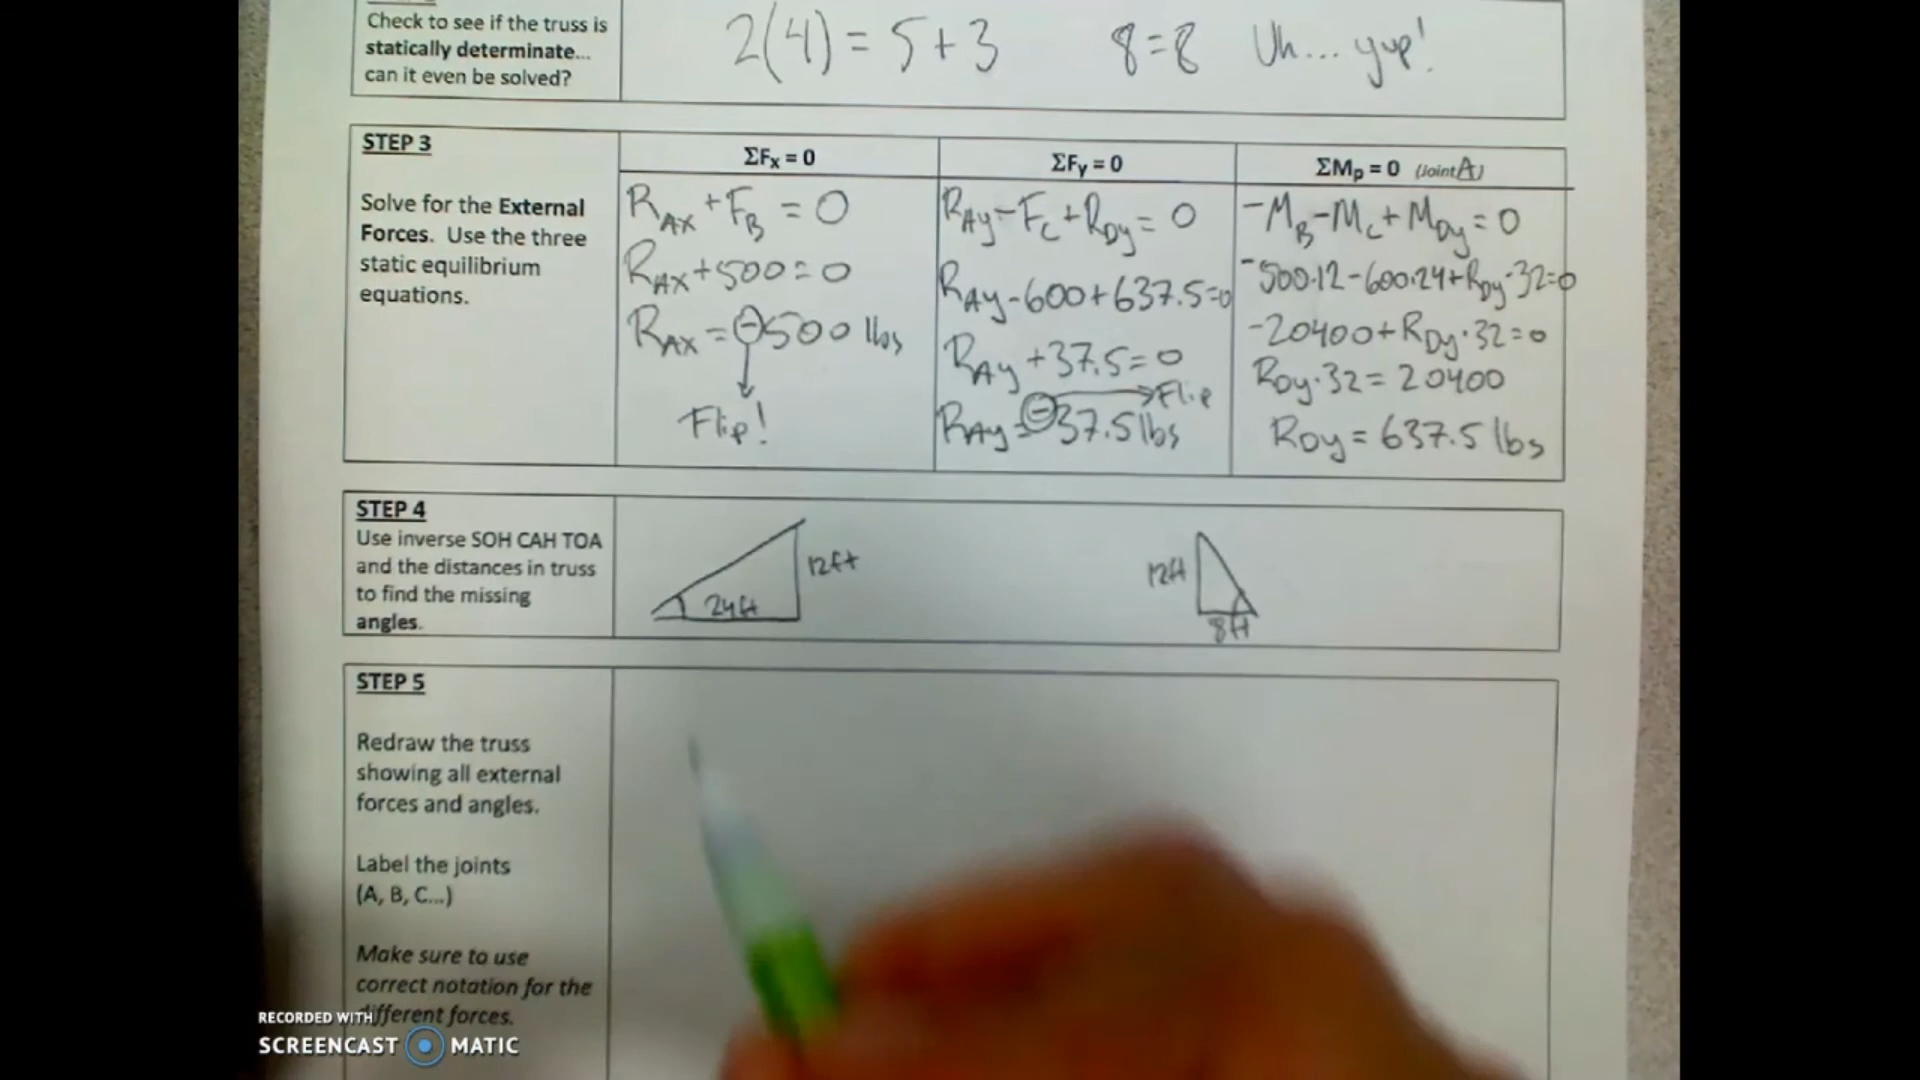 Check to see if the truss is
statically determinate...
can it even be solved?
2(4) = 5+3 8=8 Uh... yup!
STEP 3
Solve for the External
Forces. Use the three
static equilibrium
equations.
ΣFx = 0
RAX + FB = 0
RAX + 500 = 0
RAX = -500 lbs
Flip!
ΣFy = 0
RAy - FC + RDy = 0
RAy - 600 + 637.5 = 0
RAy + 37.5 = 0
Flip
RAy = -37.5 lbs
ΣMp = 0 (Joint A)
-MB - MC + MDy = 0
-500·12 - 600·24 + RDy·32 = 0
-20400 + RDy·32 = 0
RDy·32 = 20400
RDy = 637.5 lbs
STEP 4
Use inverse SOH CAH TOA
and the distances in truss
to find the missing
angles.
12ft
24ft
12ft
8ft
STEP 5
Redraw the truss
showing all external
forces and angles.
Label the joints
(A, B, C...)
Make sure to use
correct notation for the
different forces.
RECORDED WITH
SCREENCAST MATIC